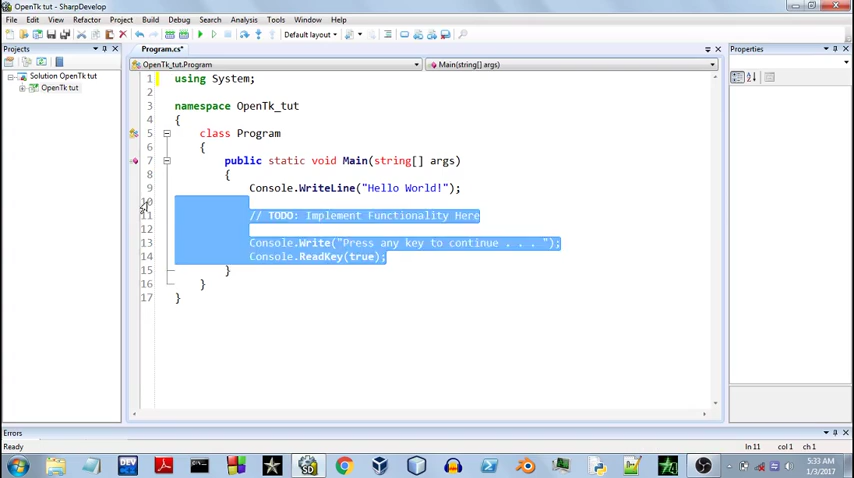 OpenTk tut - SharpDevelop
File Edit View Refactor Project Build Debug Search Analysis Tools Window Help
Default layout
Projects
Program.cs*
Properties
Solution OpenTk tut
OpenTk tut
OpenTk_tut.Program
Main(string[] args)
1 using System;
2
3 namespace OpenTk_tut
4 {
5 class Program
6 {
7 public static void Main(string[] args)
8 {
9 Console.WriteLine("Hello World!");
10
11 // TODO: Implement Functionality Here
12
13 Console.Write("Press any key to continue . . . ");
14 Console.ReadKey(true);
15 }
16 }
17 }
Errors
Ready
ln 11 col 1 ch 1
DEV
SD
5:33 AM
1/3/2017